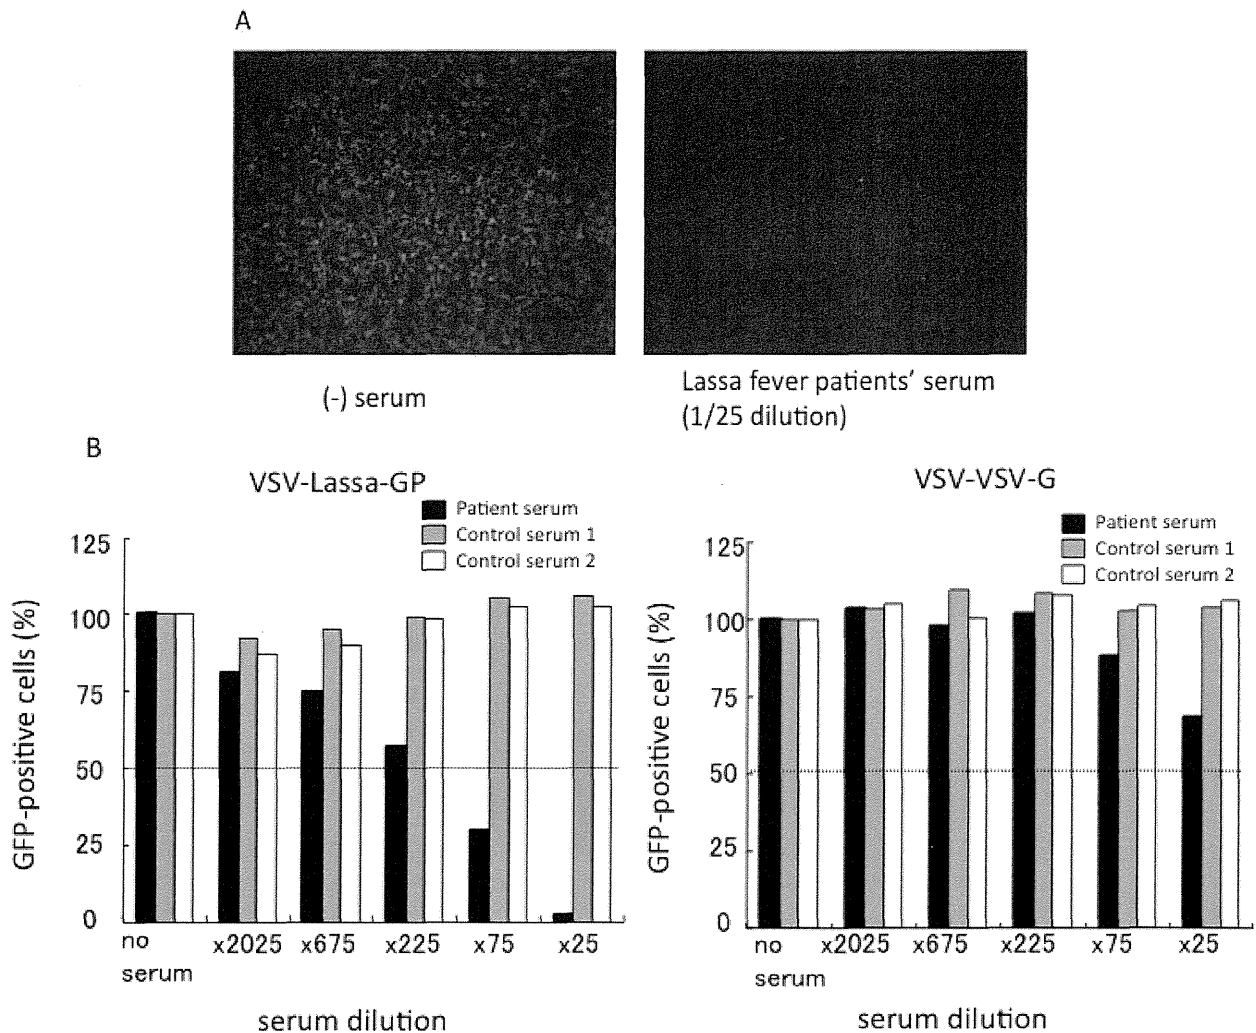 A
(-) serum
Lassa fever patients' serum
(1/25 dilution)
B
VSV-Lassa-GP
Patient serum
Control serum 1
Control serum 2
GFP-positive cells (%)
125
100
75
50
25
0
no serum
x2025
x675
x225
x75
x25
serum dilution
VSV-VSV-G
Patient serum
Control serum 1
Control serum 2
GFP-positive cells (%)
125
100
75
50
25
0
no serum
x2025
x675
x225
x75
x25
serum dilution